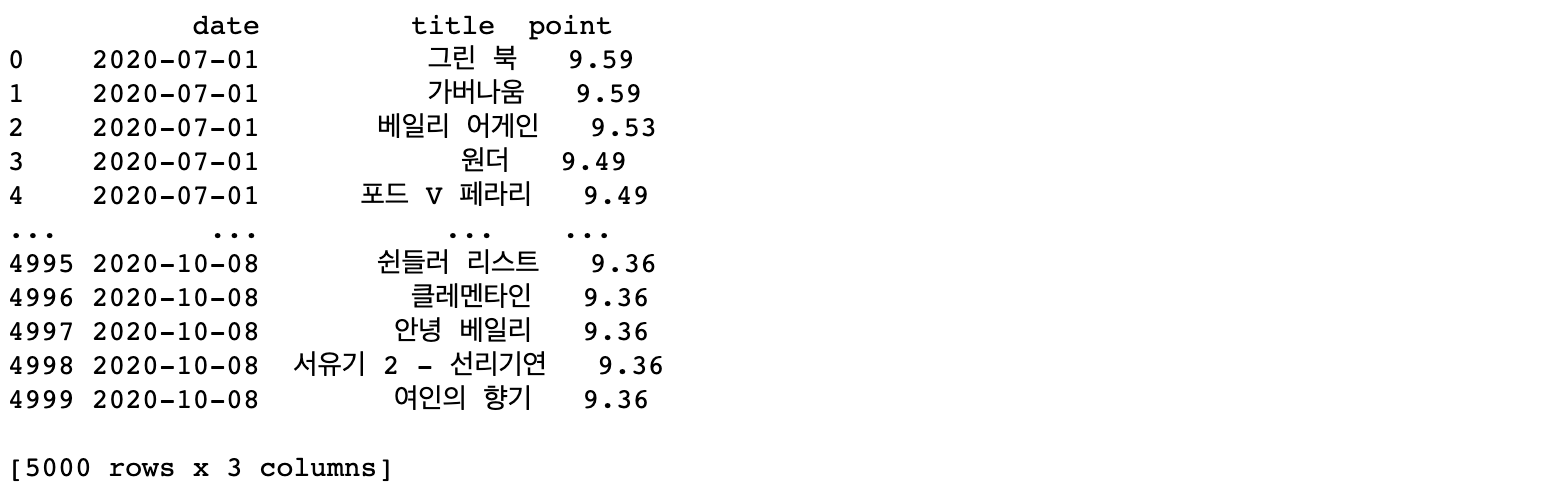 date title point
0 2020-07-01 그린 북 9.59
1 2020-07-01 가버나움 9.59
2 2020-07-01 베일리 어게인 9.53
3 2020-07-01 원더 9.49
4 2020-07-01 포드 V 페라리 9.49
... ... ... ...
4995 2020-10-08 쉰들러 리스트 9.36
4996 2020-10-08 클레멘타인 9.36
4997 2020-10-08 안녕 베일리 9.36
4998 2020-10-08 서유기 2 - 선리기연 9.36
4999 2020-10-08 여인의 향기 9.36
[5000 rows x 3 columns]